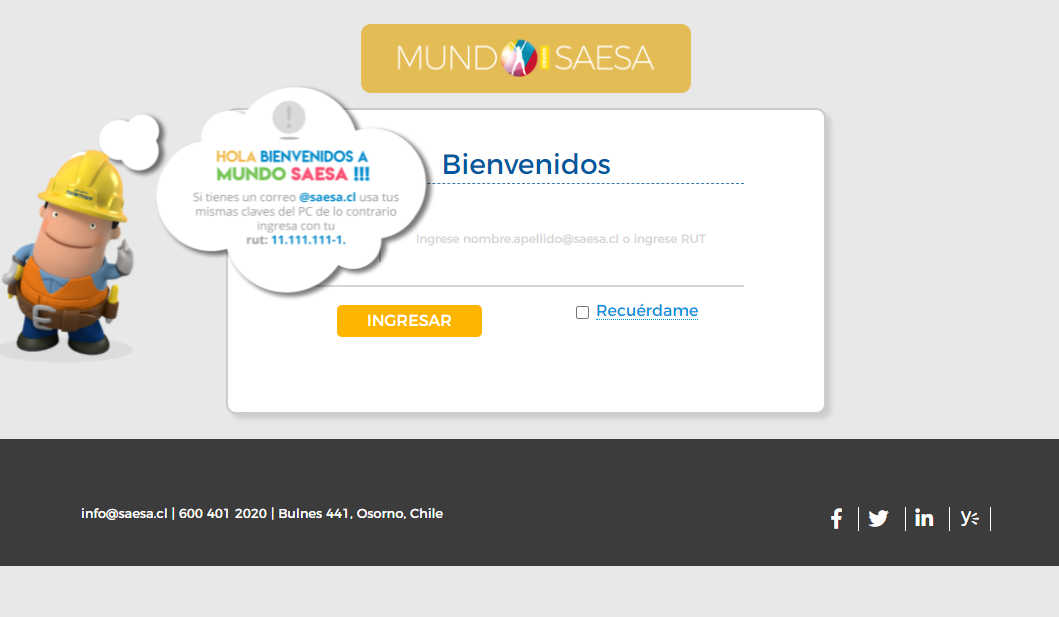 MUNDO SAESA
!
HOLA BIENVENIDOS A
MUNDO SAESA !!!
Si tienes un correo @saesa.cl usa tus
mismas claves del PC de lo contrario
ingresa con tu
rut: 11.111.111-1.
Bienvenidos
Ingrese nombre.apellido@saesa.cl o ingrese RUT
INGRESAR
Recuérdame
info@saesa.cl | 600 401 2020 | Bulnes 441, Osorno, Chile